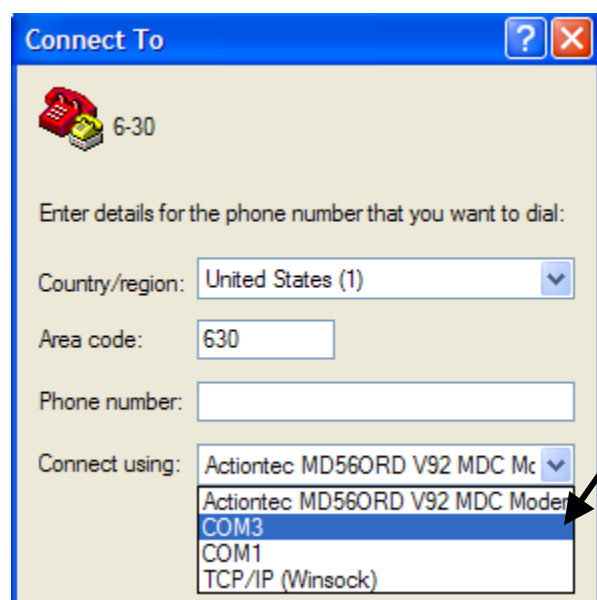 Connect To
6-30
Enter details for the phone number that you want to dial:
Country/region: United States (1)
Area code: 630
Phone number:
Connect using: Actiontec MD56ORD V92 MDC Mc
Actiontec MD56ORD V92 MDC Moder
COM3
COM1
TCP/IP (Winsock)